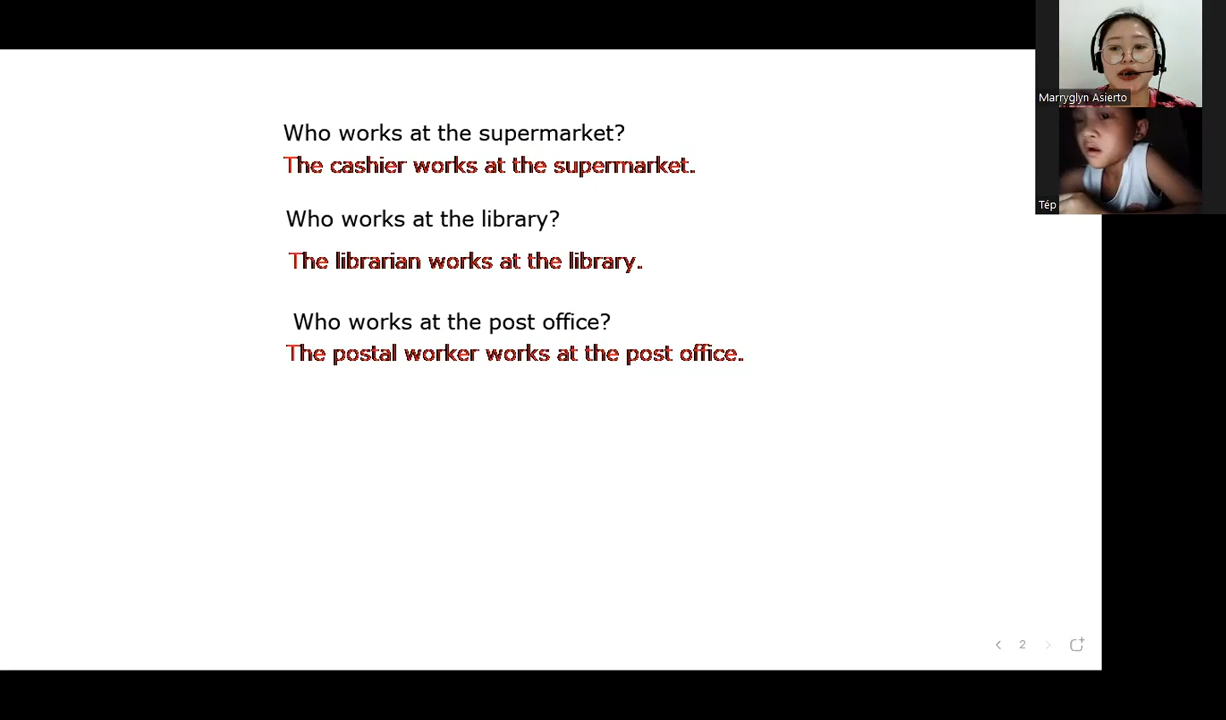 Who works at the supermarket?
The cashier works at the supermarket.
Who works at the library?
The librarian works at the library.
Who works at the post office?
The postal worker works at the post office.
Marryglyn Asierto
Tép
2